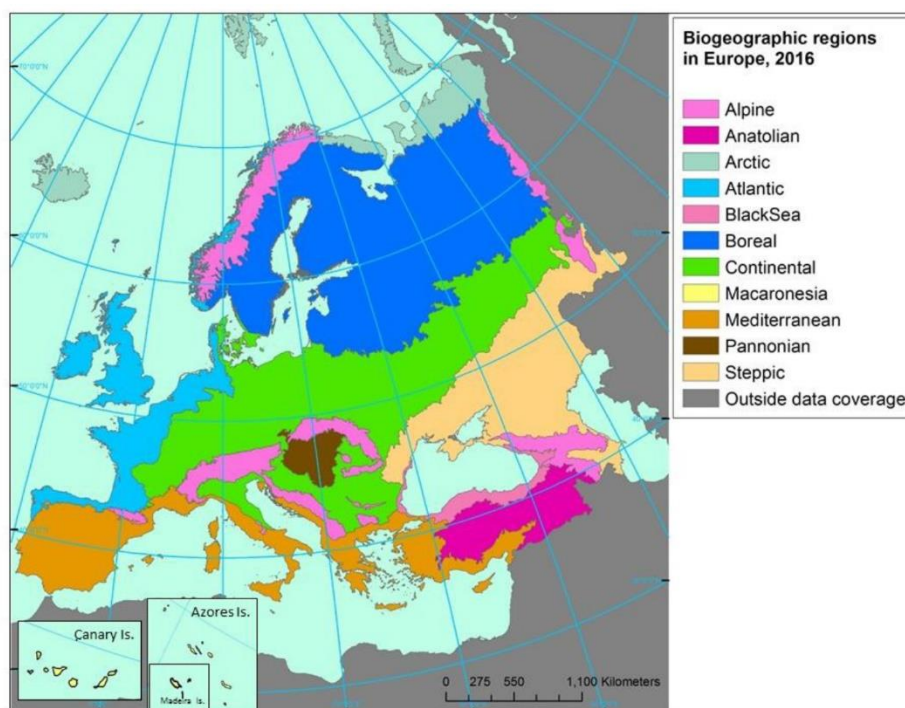 Biogeographic regions
in Europe, 2016
Alpine
Anatolian
Arctic
Atlantic
BlackSea
Boreal
Continental
Macaronesia
Mediterranean
Pannonian
Steppic
Outside data coverage
Canary Is.
Azores Is.
Madeira Is.
0 275 550 1,100 Kilometers